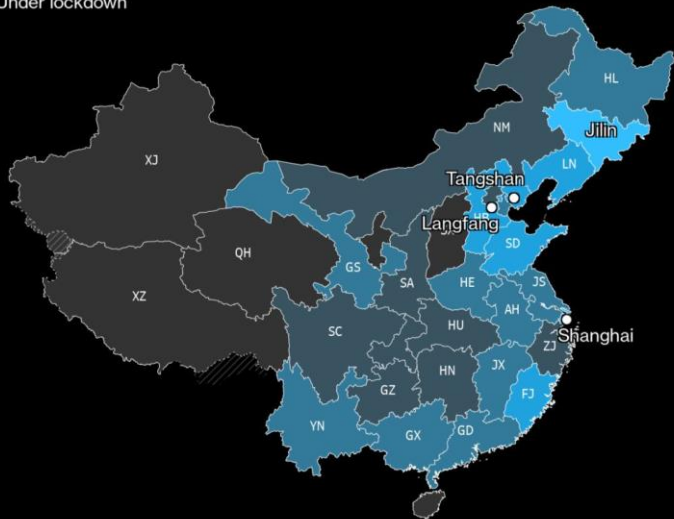 Under lockdown
HL
Jilin
NM
LN
XJ
Tangshan
HB
Langfang
SD
QH
GS
SA
HE
JS
XZ
AH
SC
HU
Shanghai
ZJ
JX
HN
GZ
FJ
YN
GX
GD